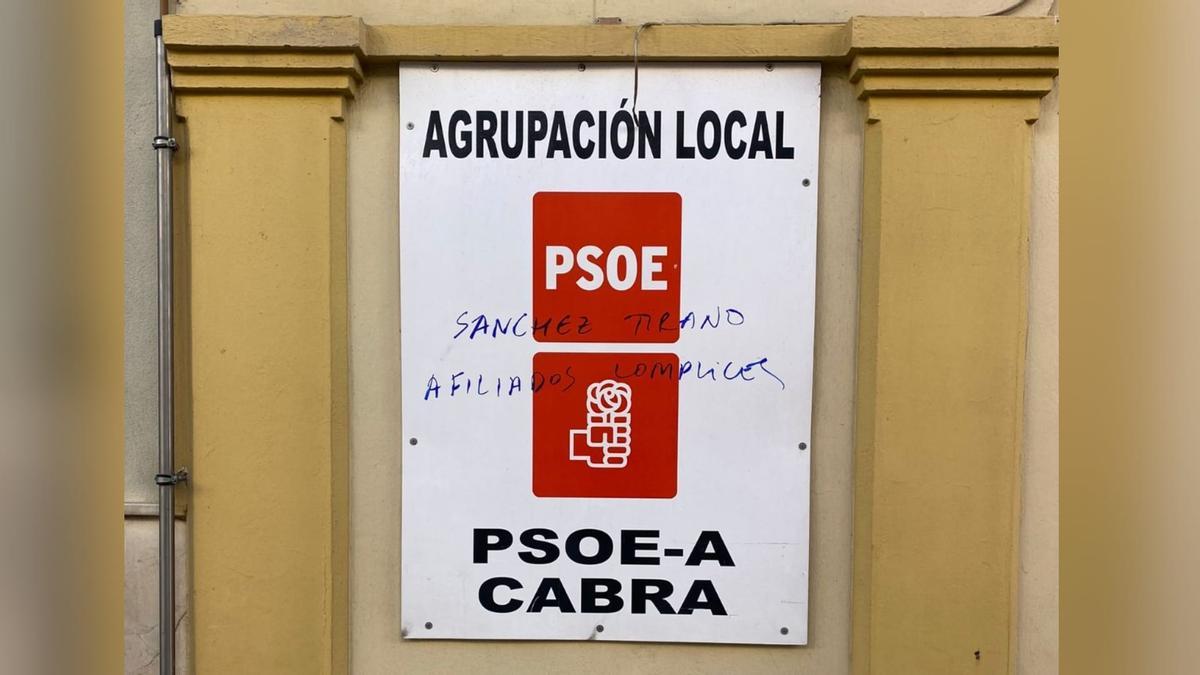 AGRUPACIÓN LOCAL
PSOE
SANCHEZ TIRANO
AFILIADOS COMPLICES
PSOE-A
CABRA